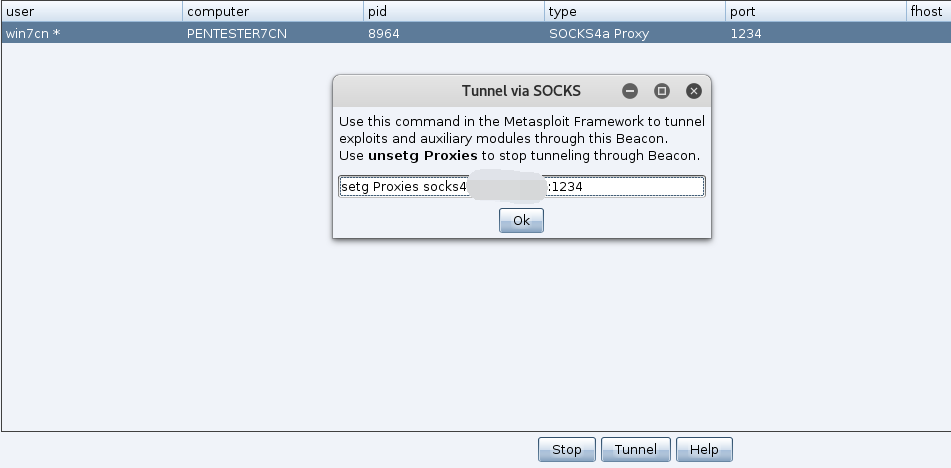 user computer pid type port fhost
win7cn * PENTESTER7CN 8964 SOCKS4a Proxy 1234
Tunnel via SOCKS
Use this command in the Metasploit Framework to tunnel
exploits and auxiliary modules through this Beacon.
Use unsetg Proxies to stop tunneling through Beacon.
setg Proxies socks4 :1234
Ok
Stop Tunnel Help